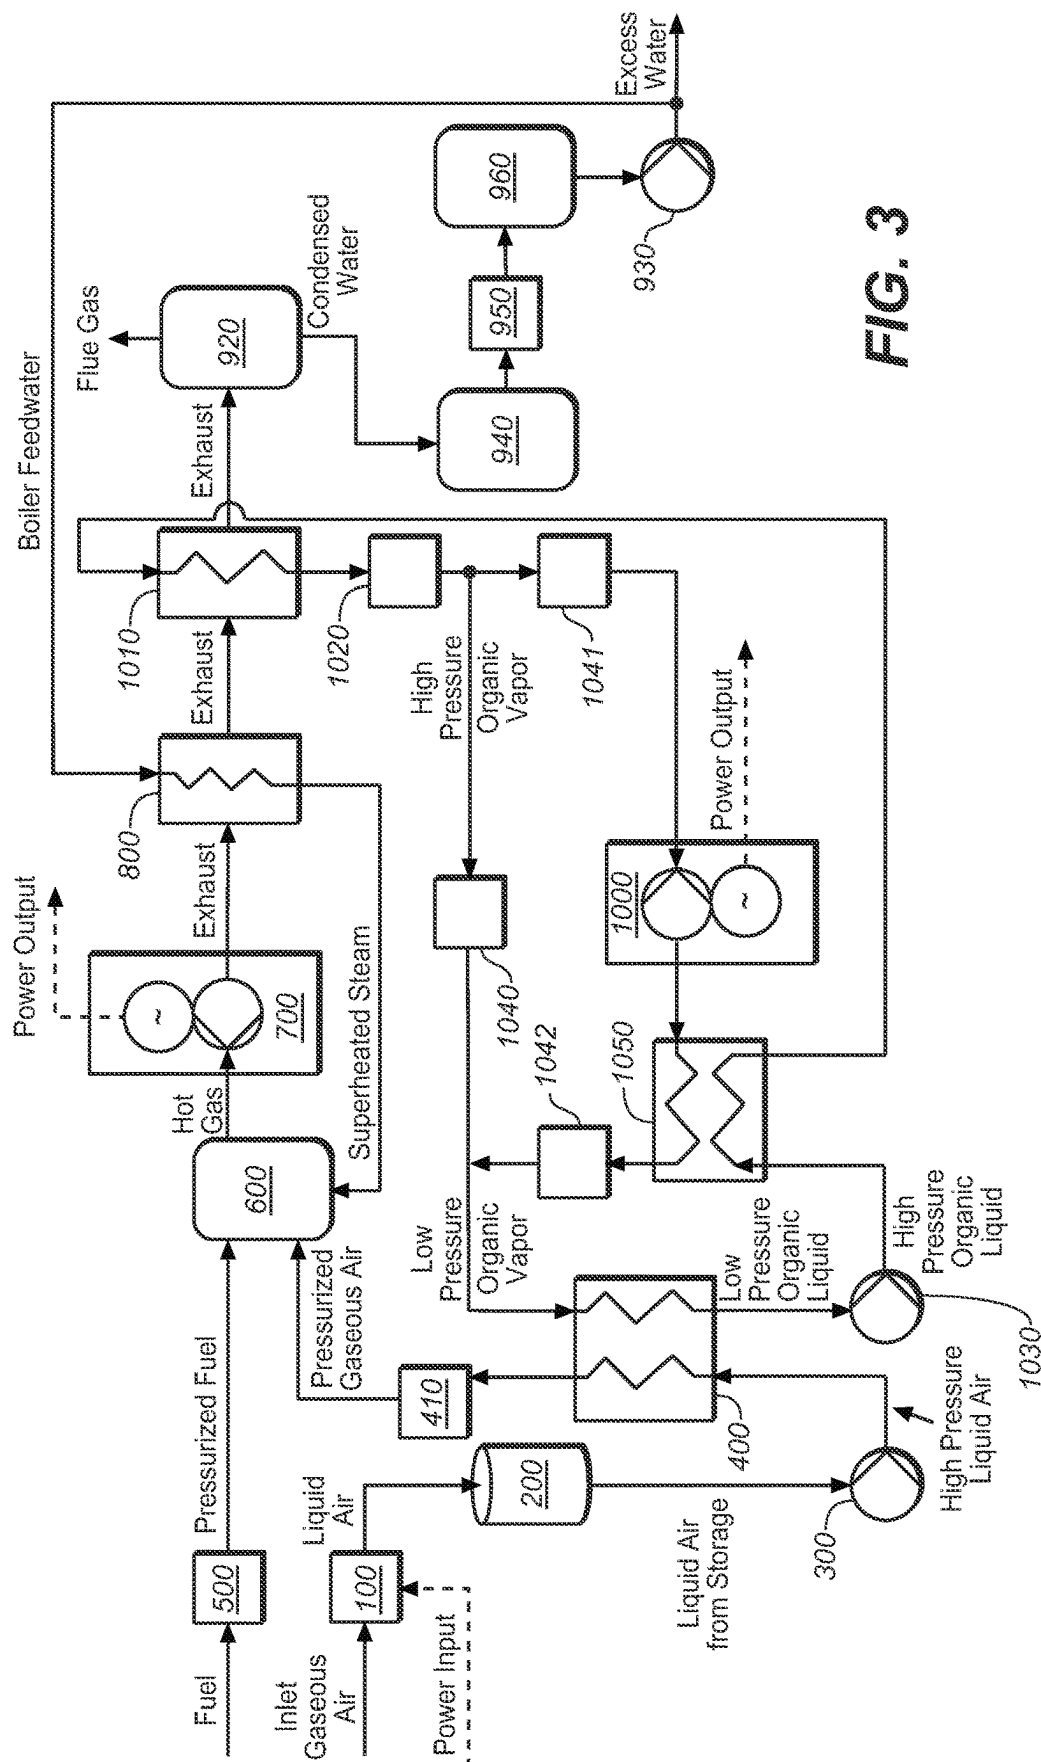 Fuel
500
Pressurized Fuel
Inlet
Gaseous
Air
100
Liquid
Air
Power Input
200
Liquid Air
from Storage
300
High Pressure
Liquid Air
400
410
Pressurized
Gaseous Air
600
Hot
Gas
700
Power Output
Exhaust
800
Superheated Steam
Exhaust
1010
Boiler Feedwater
Exhaust
920
Flue Gas
Condensed
Water
940
950
960
930
Excess
Water
1020
High
Pressure
Organic
Vapor
1041
1040
1000
Power Output
1050
1042
Low
Pressure
Organic
Vapor
Low
Pressure
Organic
Liquid
1030
High
Pressure
Organic
Liquid
~
~
FIG. 3